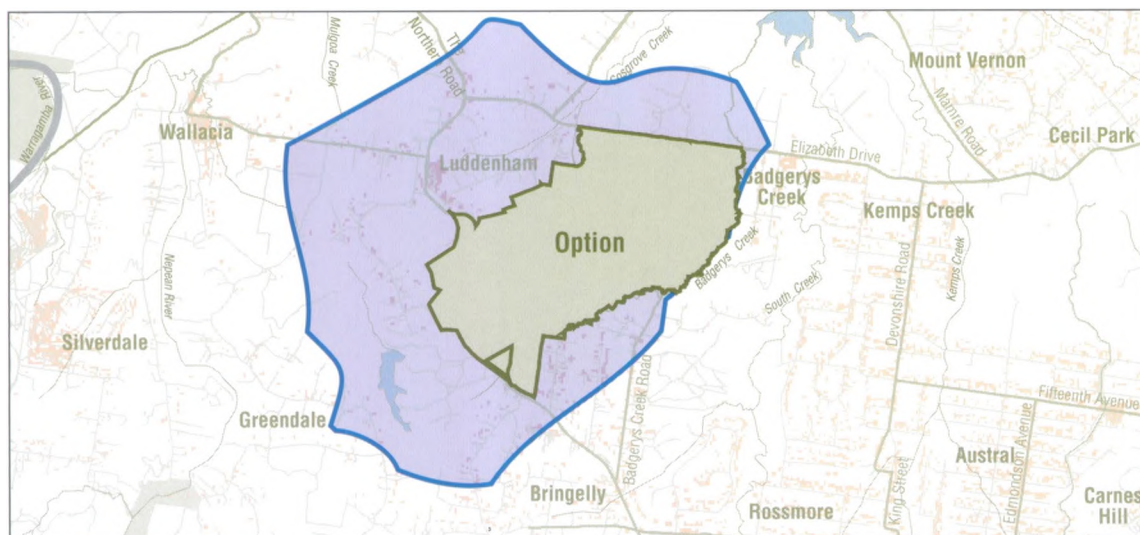 Mulgoa
Creek
The
Northern Road
Cosgrove Creek
Mount Vernon
Mamre Road
Warragamba
River
Wallacia
Cecil Park
Elizabeth Drive
Luddenham
Badgerys
Creek
Kemps Creek
Option
Badgerys Creek
South Creek
Kemps Creek
Nepean River
Devonshire Road
Silverdale
Badgerys Creek Road
Fifteenth Avenue
Greendale
Edmondson Avenue
Austral
King Street
Bringelly
Rossmore
Carnes
Hill